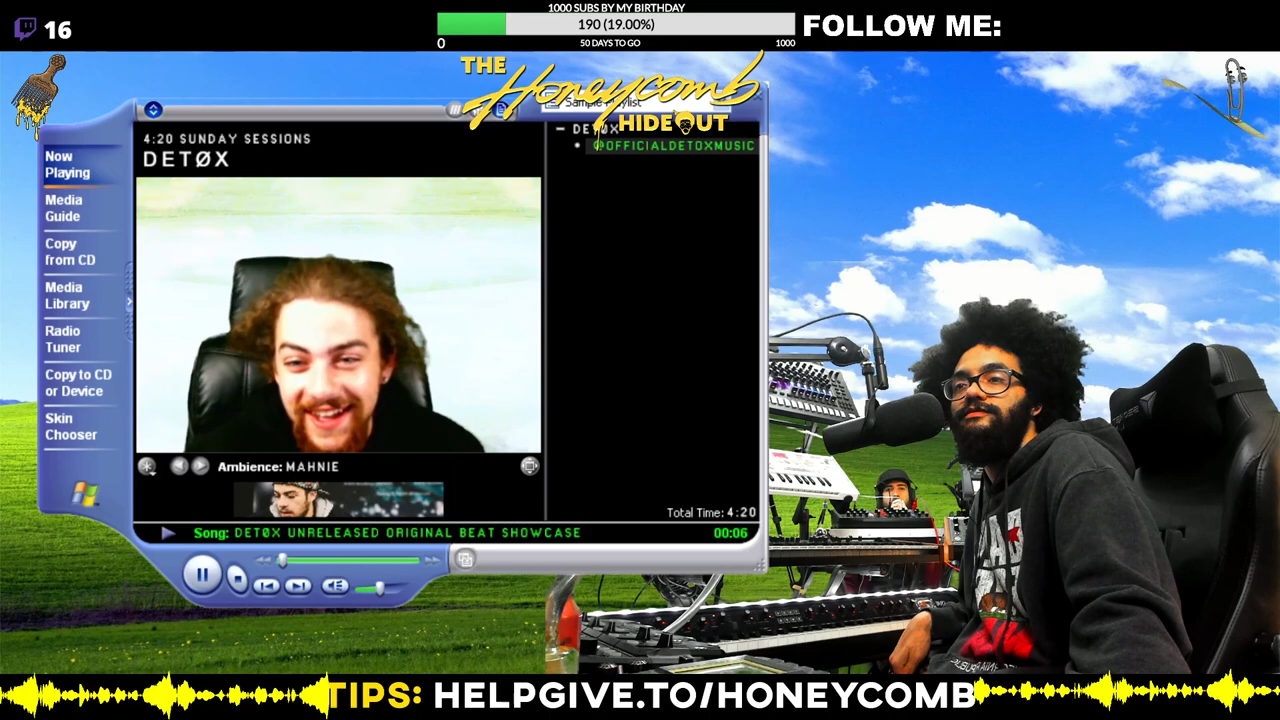 16
1000 SUBS BY MY BIRTHDAY
190 (19.00%)
0
50 DAYS TO GO
1000
FOLLOW ME:
THE
Honeycomb
HIDEOUT
Sample Playlist
4:20 SUNDAY SESSIONS
DETØX
DETØX
@OFFICIALDETOXMUSIC
Now
Playing
Media
Guide
Copy
from CD
Media
Library
Radio
Tuner
Copy to CD
or Device
Skin
Chooser
Ambience: MAHNIE
Total Time: 4:20
Song: DETØX UNRELEASED ORIGINAL BEAT SHOWCASE
00:06
TIPS: HELPGIVE.TO/HONEYCOMB